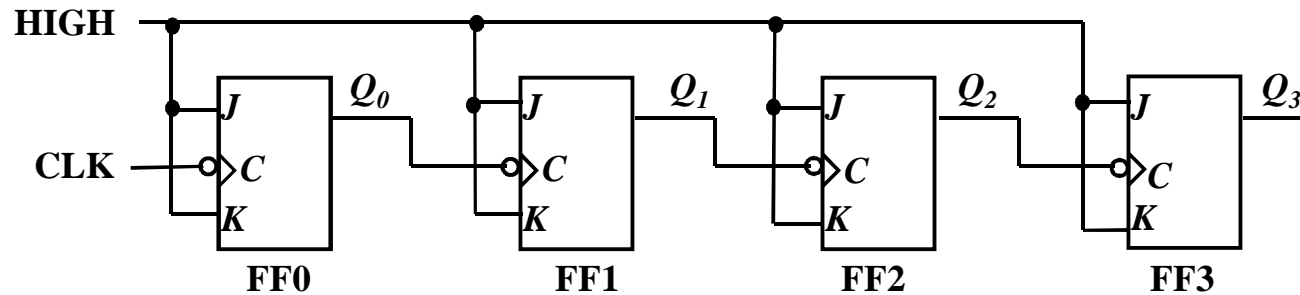 HIGH
Q0 Q1 Q2 Q3
J J J J
CLK C C C C
K K K K
FF0 FF1 FF2 FF3